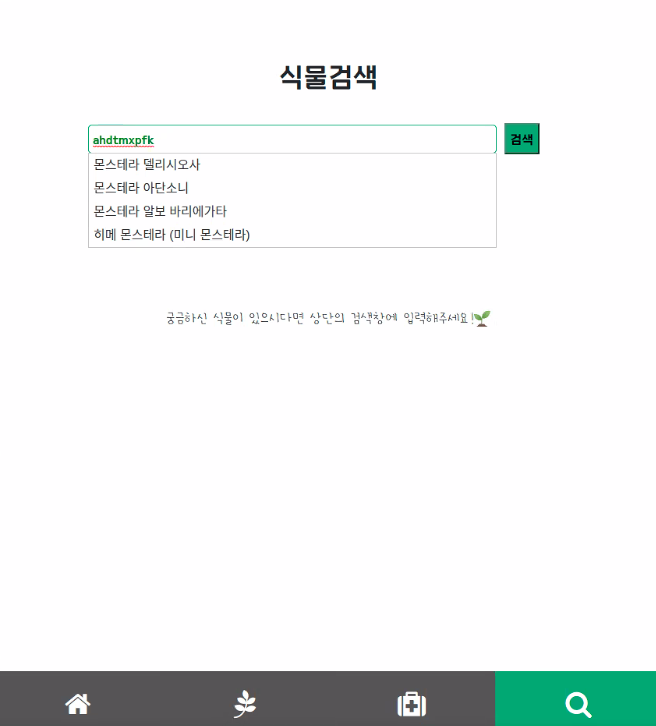 식물검색
ahdtmxpfk 검색
몬스테라 델리시오사
몬스테라 아단소니
몬스테라 알보 바리에가타
히메 몬스테라 (미니 몬스테라)
궁금하신 식물이 있으시다면 상단의 검색창에 입력해주세요!🌱